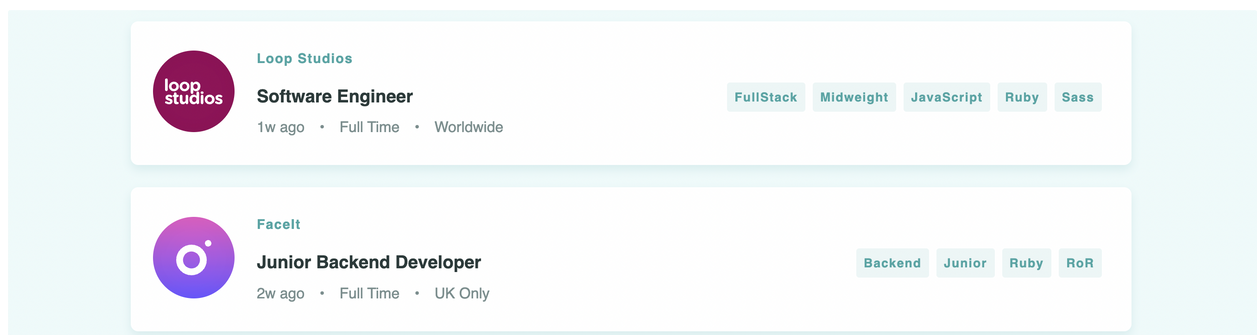 loop
studios
Loop Studios
Software Engineer
1w ago • Full Time • Worldwide
FullStack Midweight JavaScript Ruby Sass
FaceIt
Junior Backend Developer
2w ago • Full Time • UK Only
Backend Junior Ruby RoR